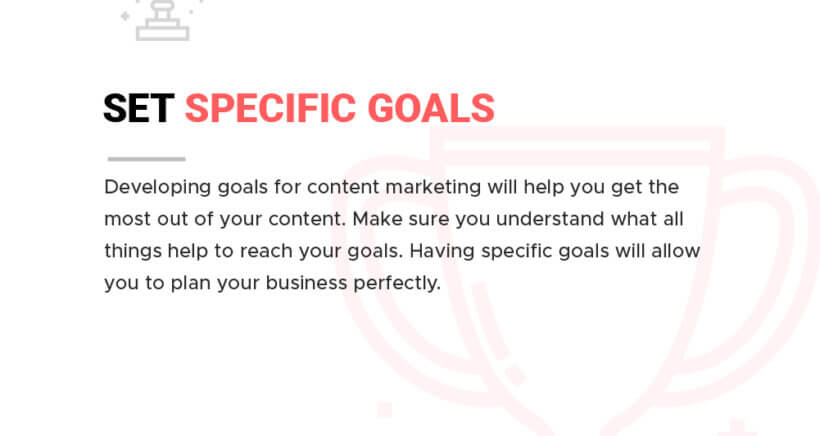 SET SPECIFIC GOALS
Developing goals for content marketing will help you get the
most out of your content. Make sure you understand what all
things help to reach your goals. Having specific goals will allow
you to plan your business perfectly.